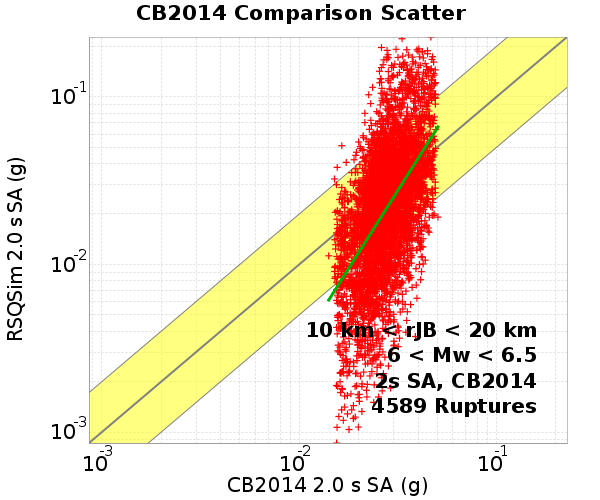 CB2014 Comparison Scatter
RSQSim 2.0 s SA (g)
10-1
10-2
10-3
10 km < rJB < 20 km
6 < Mw < 6.5
2s SA, CB2014
4589 Ruptures
10-3
10-2
10-1
CB2014 2.0 s SA (g)